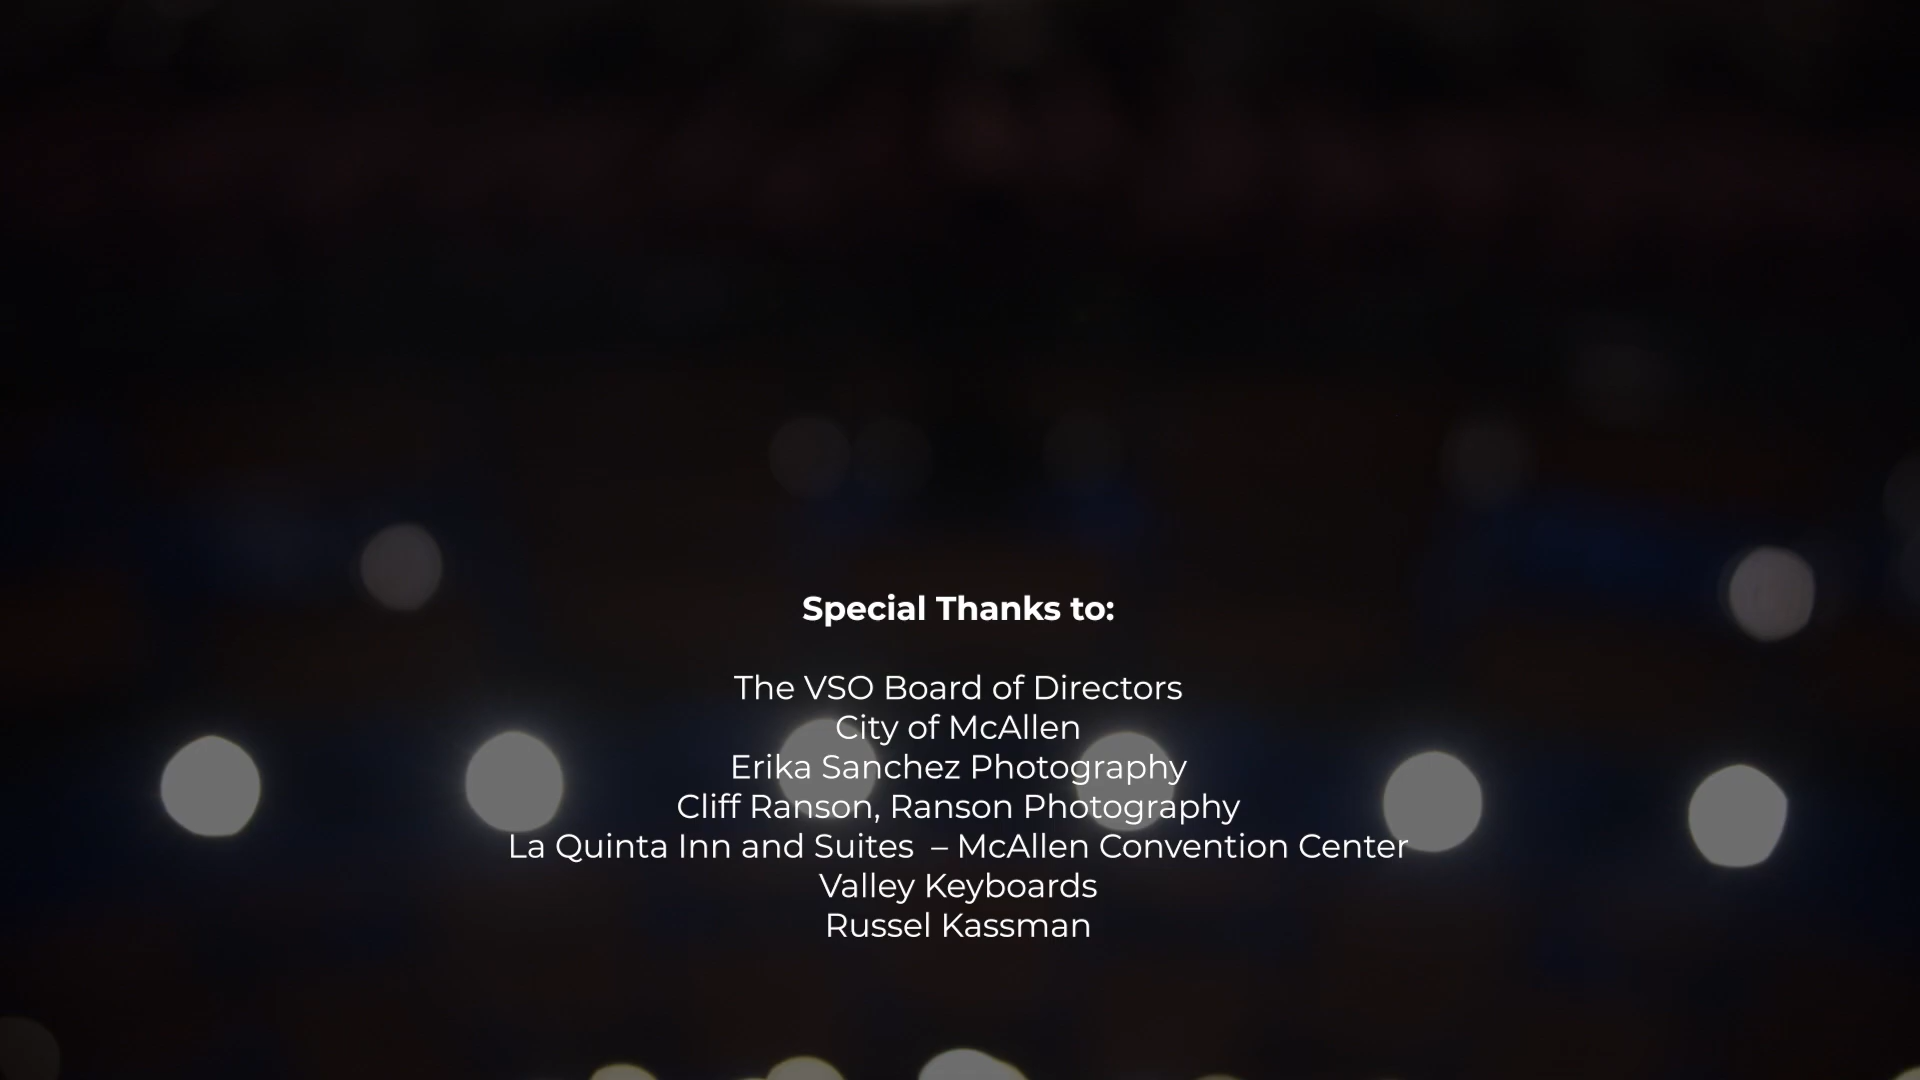 Special Thanks to:
The VSO Board of Directors
City of McAllen
Erika Sanchez Photography
Cliff Ranson, Ranson Photography
La Quinta Inn and Suites – McAllen Convention Center
Valley Keyboards
Russel Kassman